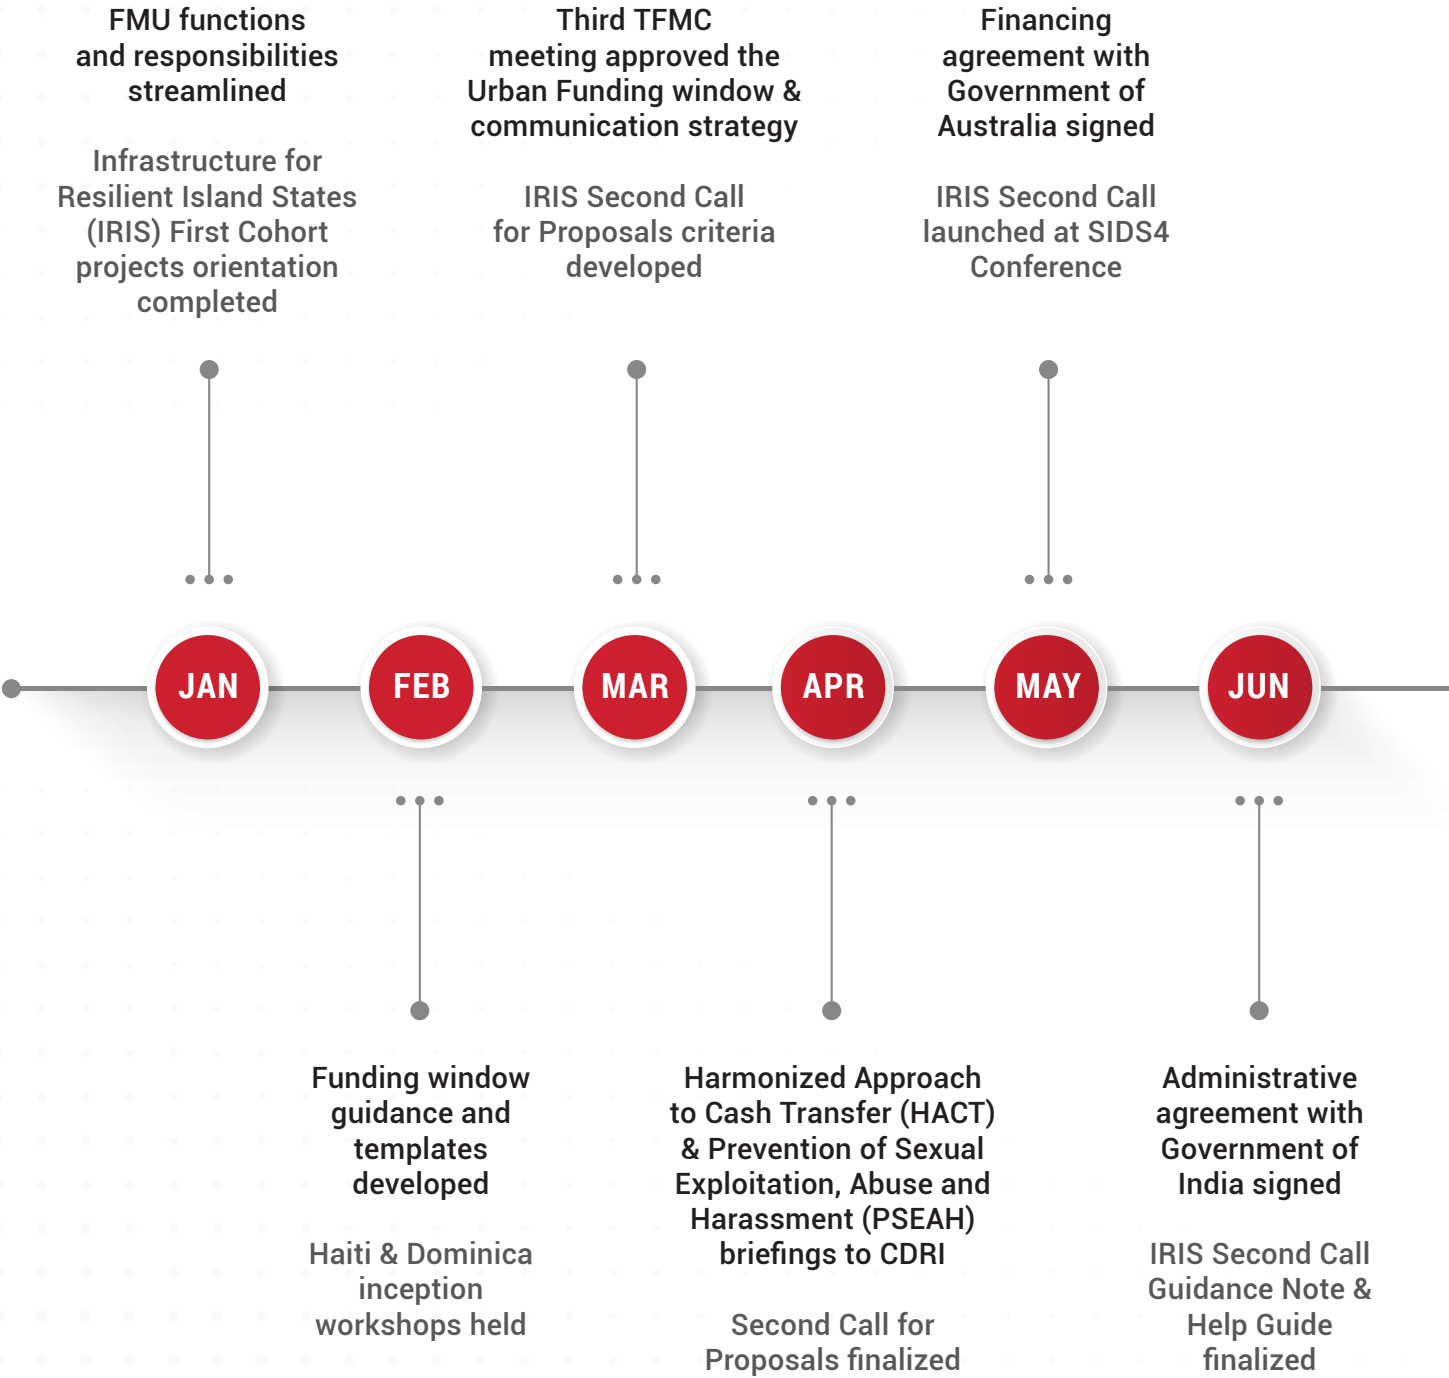 FMU functions
and responsibilities
streamlined
Infrastructure for
Resilient Island States
(IRIS) First Cohort
projects orientation
completed
Third TFMC
meeting approved the
Urban Funding window &
communication strategy
IRIS Second Call
for Proposals criteria
developed
Financing
agreement with
Government of
Australia signed
IRIS Second Call
launched at SIDS4
Conference
JAN
FEB
MAR
APR
MAY
JUN
Funding window
guidance and
templates
developed
Haiti & Dominica
inception
workshops held
Harmonized Approach
to Cash Transfer (HACT)
& Prevention of Sexual
Exploitation, Abuse and
Harassment (PSEAH)
briefings to CDRI
Second Call for
Proposals finalized
Administrative
agreement with
Government of
India signed
IRIS Second Call
Guidance Note &
Help Guide
finalized